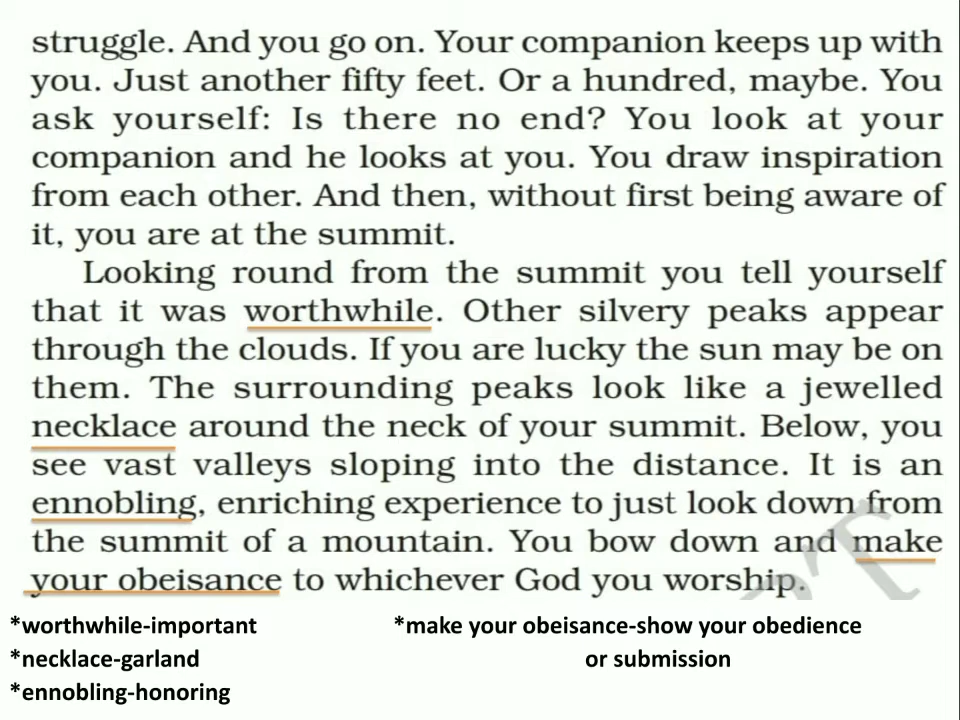 struggle. And you go on. Your companion keeps up with
you. Just another fifty feet. Or a hundred, maybe. You
ask yourself: Is there no end? You look at your
companion and he looks at you. You draw inspiration
from each other. And then, without first being aware of
it, you are at the summit.
Looking round from the summit you tell yourself
that it was worthwhile. Other silvery peaks appear
through the clouds. If you are lucky the sun may be on
them. The surrounding peaks look like a jewelled
necklace around the neck of your summit. Below, you
see vast valleys sloping into the distance. It is an
ennobling, enriching experience to just look down from
the summit of a mountain. You bow down and make
your obeisance to whichever God you worship.
*worthwhile-important
*necklace-garland
*ennobling-honoring
*make your obeisance-show your obedience
or submission